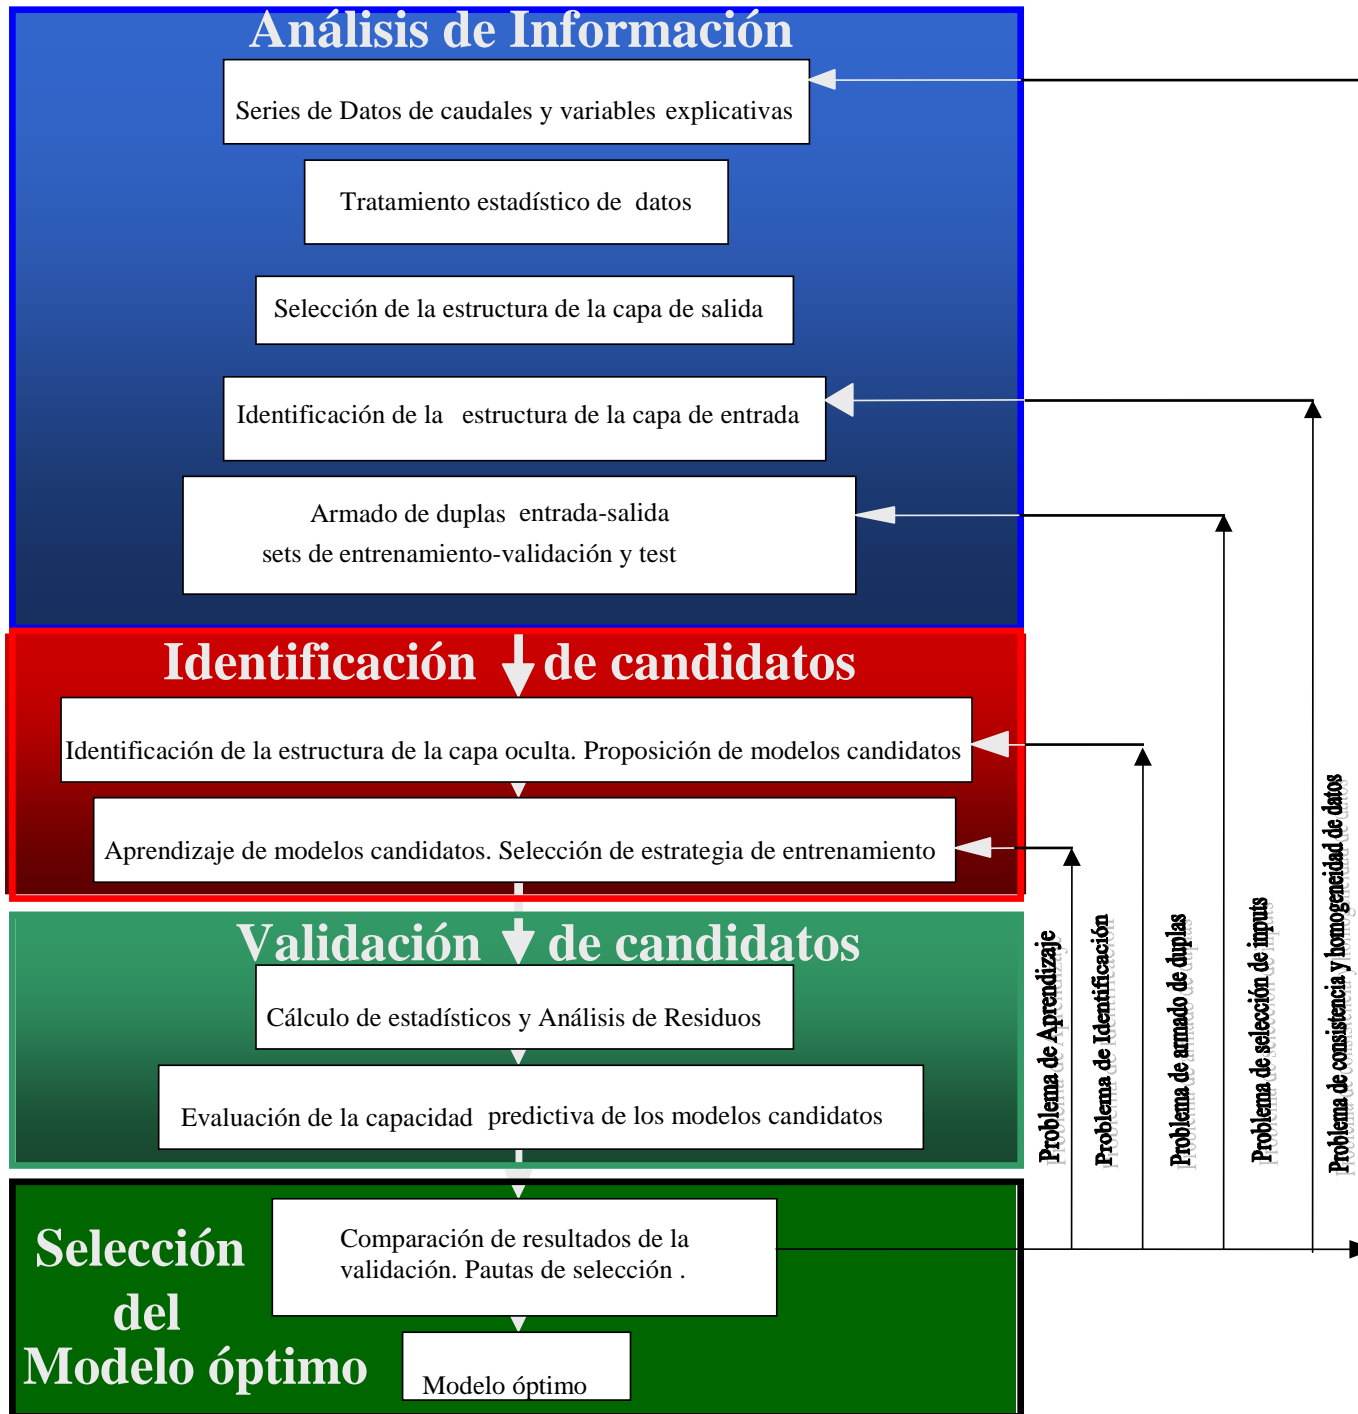 Análisis de Información
Series de Datos de caudales y variables explicativas
Tratamiento estadístico de datos
Selección de la estructura de la capa de salida
Identificación de la estructura de la capa de entrada
Armado de duplas entrada-salida
sets de entrenamiento-validación y test
Identificación de candidatos
Identificación de la estructura de la capa oculta. Proposición de modelos candidatos
Aprendizaje de modelos candidatos. Selección de estrategia de entrenamiento
Validación de candidatos
Cálculo de estadísticos y Análisis de Residuos
Evaluación de la capacidad predictiva de los modelos candidatos
Selección
del
Modelo óptimo
Comparación de resultados de la
validación. Pautas de selección .
Modelo óptimo
Problema de Aprendizaje
Problema de Identificación
Problema de armado de duplas
Problema de selección de inputs
Problema de consistencia y homogeneidad de datos